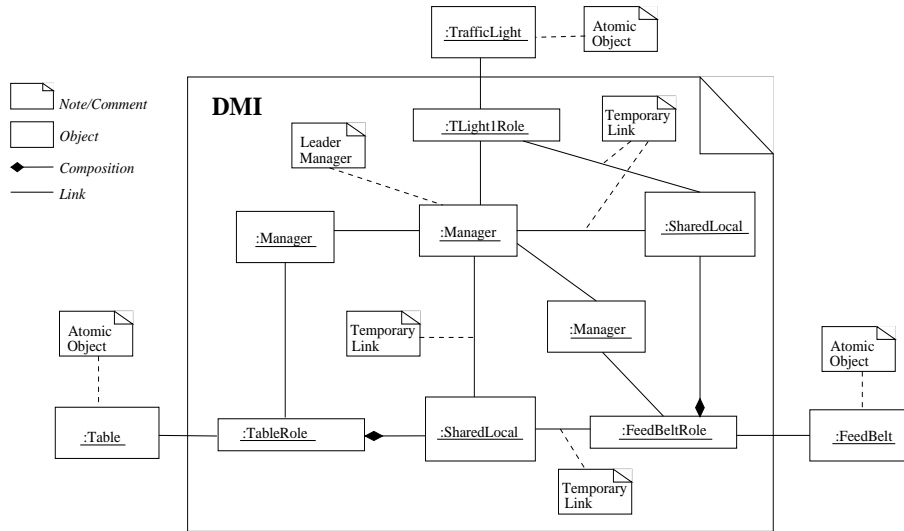 :TrafficLight
Atomic
Object
Note/Comment
Object
Composition
Link
DMI
:TLight1Role
Temporary
Link
Leader
Manager
:Manager
:Manager
:SharedLocal
:Manager
Temporary
Link
Atomic
Object
Atomic
Object
:Table
:TableRole
:SharedLocal
:FeedBeltRole
:FeedBelt
Temporary
Link